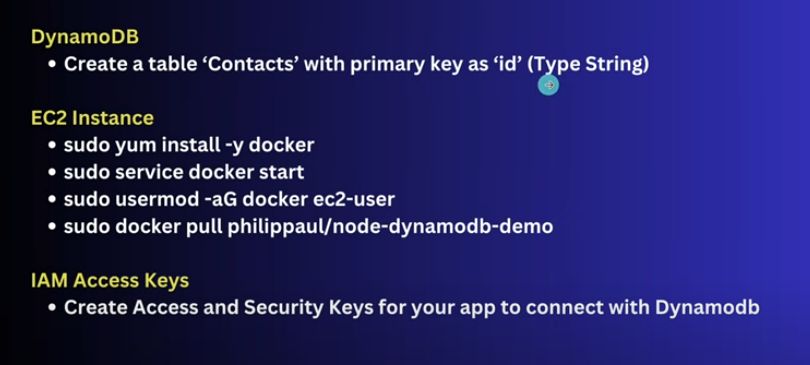 DynamoDB
• Create a table ‘Contacts’ with primary key as ‘id’ (Type String)
EC2 Instance
• sudo yum install -y docker
• sudo service docker start
• sudo usermod -aG docker ec2-user
• sudo docker pull philippaul/node-dynamodb-demo
IAM Access Keys
• Create Access and Security Keys for your app to connect with Dynamodb